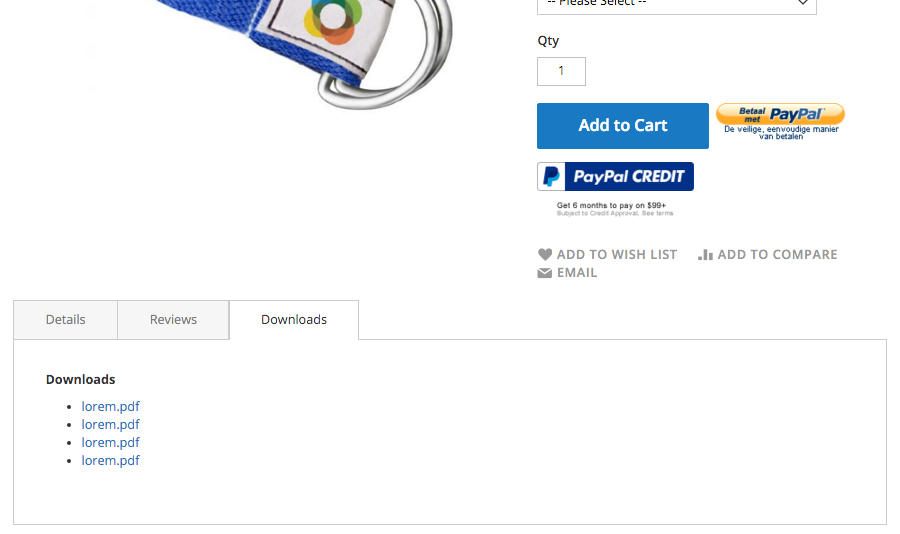 -- Please Select --
Qty
1
Add to Cart
Betaal met PayPal
De veilige, eenvoudige manier
van betalen
PayPal CREDIT
Get 6 months to pay on $99+
Subject to Credit Approval. See terms
ADD TO WISH LIST
ADD TO COMPARE
EMAIL
Details
Reviews
Downloads
Downloads
lorem.pdf
lorem.pdf
lorem.pdf
lorem.pdf